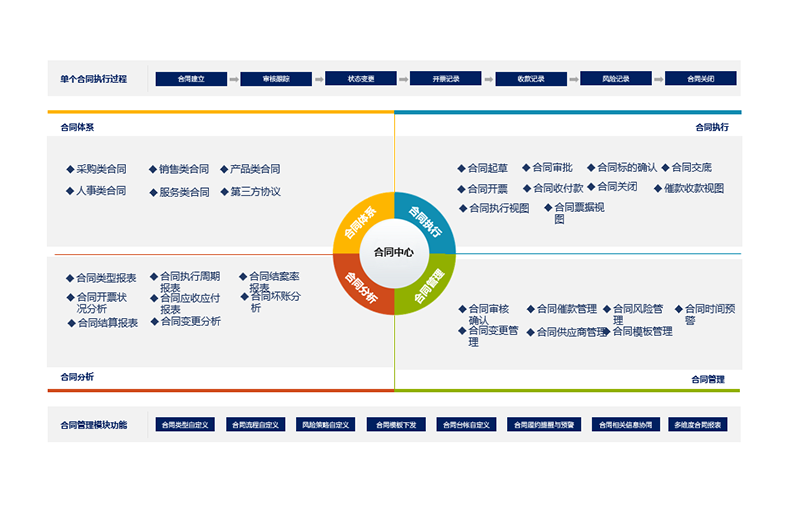 单个合同执行过程
合同建立
审核跟踪
状态变更
开票记录
收款记录
风险记录
合同关闭
合同体系
合同执行
采购类合同
销售类合同
产品类合同
人事类合同
服务类合同
第三方协议
合同起草
合同审批
合同标的确认
合同交底
合同开票
合同收付款
合同关闭
催款收款视图
合同执行视图
合同票据视
图
合同体系
合同执行
合同中心
合同分析
合同管理
合同类型报表
合同执行周期
报表
合同结案率
报表
合同开票状
况分析
合同应收应付
报表
合同坏账分
析
合同结算报表
合同变更分析
合同审核
确认
合同催款管理
合同风险管
理
合同时间预
警
合同变更管
理
合同供应商管理
合同模板管理
合同分析
合同管理
合同管理模块功能
合同类型自定义
合同流程自定义
风险策略自定义
合同模板下发
合同台帐自定义
合同履约提醒与预警
合同相关信息协同
多维度合同报表